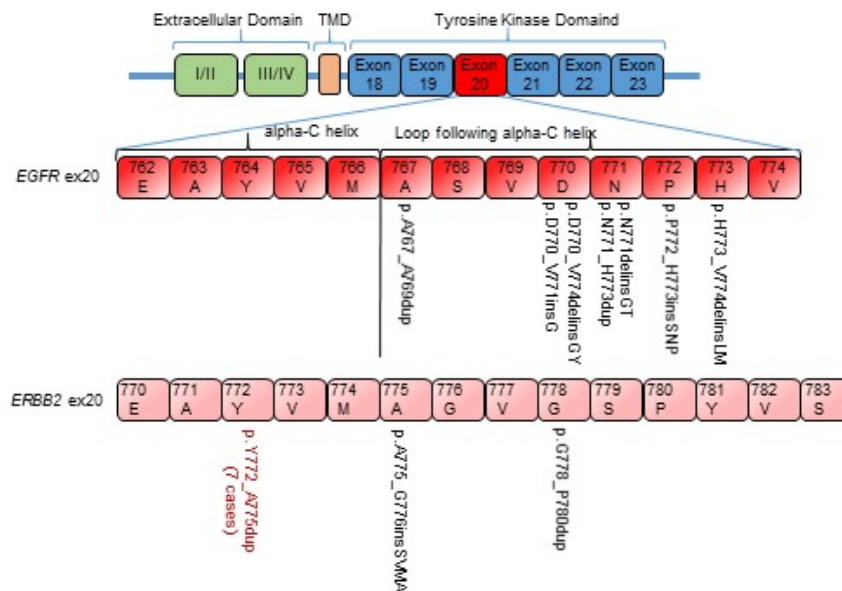 Extracellular Domain TMD Tyrosine Kinase Domaind
I/II III/IV Exon 18 Exon 19 Exon 20 Exon 21 Exon 22 Exon 23
alpha-C helix Loop following alpha-C helix
EGFR ex20
762 763 764 765 766 767 768 769 770 771 772 773 774
E A Y V M A S V D N P H V
p.A767_A769dup
p.D770_V774delinsGY
p.D770_V771insG
p.N771delinsGT
p.N771_H773dup
p.P772_H773insSNP
p.H773_V774delinsLM
ERBB2 ex20
770 771 772 773 774 775 776 777 778 779 780 781 782 783
E A Y V M A G V G S P Y V S
p.Y772_A775dup
(7 cases)
p.A775_G776insSVMA
p.G778_P780dup